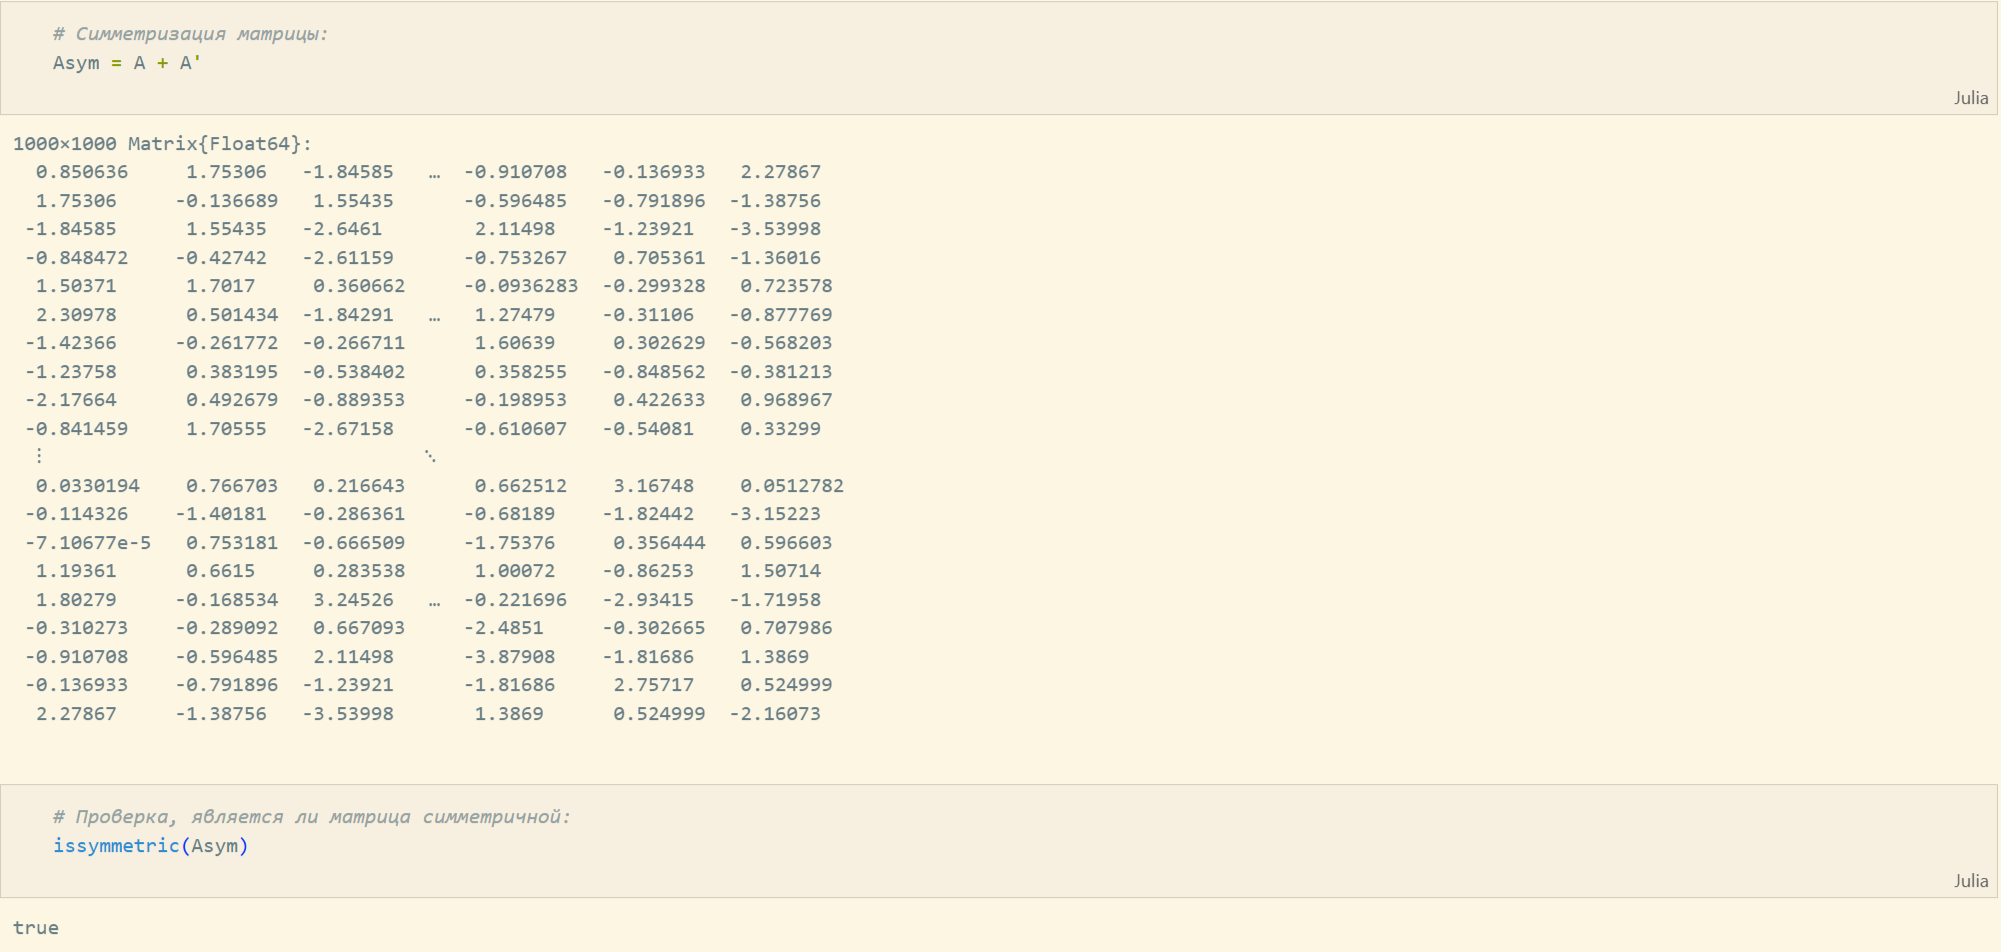 # Симметризация матрицы:
Asym = A + A'
Julia
1000×1000 Matrix{Float64}:
0.850636 1.75306 -1.84585 … -0.910708 -0.136933 2.27867
1.75306 -0.136689 1.55435 -0.596485 -0.791896 -1.38756
-1.84585 1.55435 -2.6461 2.11498 -1.23921 -3.53998
-0.848472 -0.42742 -2.61159 -0.753267 0.705361 -1.36016
1.50371 1.7017 0.360662 -0.0936283 -0.299328 0.723578
2.30978 0.501434 -1.84291 … 1.27479 -0.31106 -0.877769
-1.42366 -0.261772 -0.266711 1.60639 0.302629 -0.568203
-1.23758 0.383195 -0.538402 0.358255 -0.848562 -0.381213
-2.17664 0.492679 -0.889353 -0.198953 0.422633 0.968967
-0.841459 1.70555 -2.67158 -0.610607 -0.54081 0.33299
⋮ ⋱
0.0330194 0.766703 0.216643 0.662512 3.16748 0.0512782
-0.114326 -1.40181 -0.286361 -0.68189 -1.82442 -3.15223
-7.10677e-5 0.753181 -0.666509 -1.75376 0.356444 0.596603
1.19361 0.6615 0.283538 1.00072 -0.86253 1.50714
1.80279 -0.168534 3.24526 … -0.221696 -2.93415 -1.71958
-0.310273 -0.289092 0.667093 -2.4851 -0.302665 0.707986
-0.910708 -0.596485 2.11498 -3.87908 -1.81686 1.3869
-0.136933 -0.791896 -1.23921 -1.81686 2.75717 0.524999
2.27867 -1.38756 -3.53998 1.3869 0.524999 -2.16073
# Проверка, является ли матрица симметричной:
issymmetric(Asym)
Julia
true